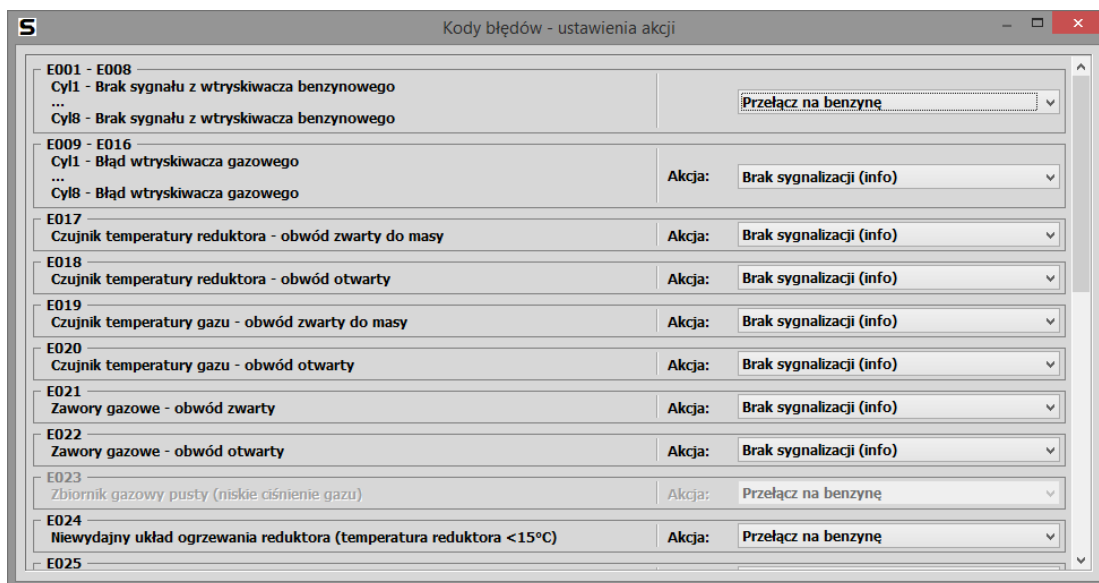 S
Kody błędów - ustawienia akcji
E001 - E008
Cyl1 - Brak sygnału z wtryskiwacza benzynowego
...
Cyl8 - Brak sygnału z wtryskiwacza benzynowego
Przełącz na benzynę
E009 - E016
Cyl1 - Błąd wtryskiwacza gazowego
...
Cyl8 - Błąd wtryskiwacza gazowego
Akcja: Brak sygnalizacji (info)
E017
Czujnik temperatury reduktora - obwód zwarty do masy Akcja: Brak sygnalizacji (info)
E018
Czujnik temperatury reduktora - obwód otwarty Akcja: Brak sygnalizacji (info)
E019
Czujnik temperatury gazu - obwód zwarty do masy Akcja: Brak sygnalizacji (info)
E020
Czujnik temperatury gazu - obwód otwarty Akcja: Brak sygnalizacji (info)
E021
Zawory gazowe - obwód zwarty Akcja: Brak sygnalizacji (info)
E022
Zawory gazowe - obwód otwarty Akcja: Brak sygnalizacji (info)
E023
Zbiornik gazowy pusty (niskie ciśnienie gazu) Akcja: Przełącz na benzynę
E024
Niewydajny układ ogrzewania reduktora (temperatura reduktora <15°C) Akcja: Przełącz na benzynę
E025